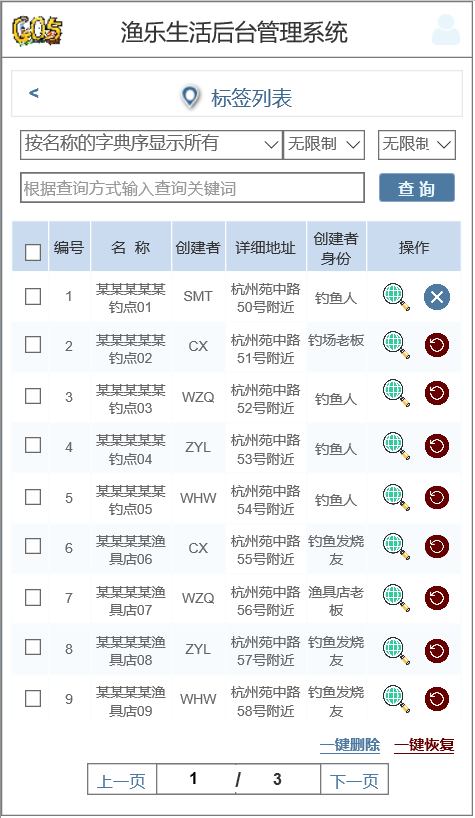 GOS
渔乐生活后台管理系统
<
标签列表
按名称的字典序显示所有 无限制 无限制
根据查询方式输入查询关键词 查 询
编号 名 称 创建者 详细地址 创建者身份 操作
1 某某某某某钓点01 SMT 杭州苑中路50号附近 钓鱼人
2 某某某某某钓点02 CX 杭州苑中路51号附近 钓场老板
3 某某某某某钓点03 WZQ 杭州苑中路52号附近 钓鱼人
4 某某某某某钓点04 ZYL 杭州苑中路53号附近 钓鱼人
5 某某某某某钓点05 WHW 杭州苑中路54号附近 钓鱼人
6 某某某某渔具店06 CX 杭州苑中路55号附近 钓鱼发烧友
7 某某某某渔具店07 WZQ 杭州苑中路56号附近 渔具店老板
8 某某某某渔具店08 ZYL 杭州苑中路57号附近 钓鱼发烧友
9 某某某某渔具店09 WHW 杭州苑中路58号附近 钓鱼发烧友
一键删除 一键恢复
上一页 1 / 3 下一页